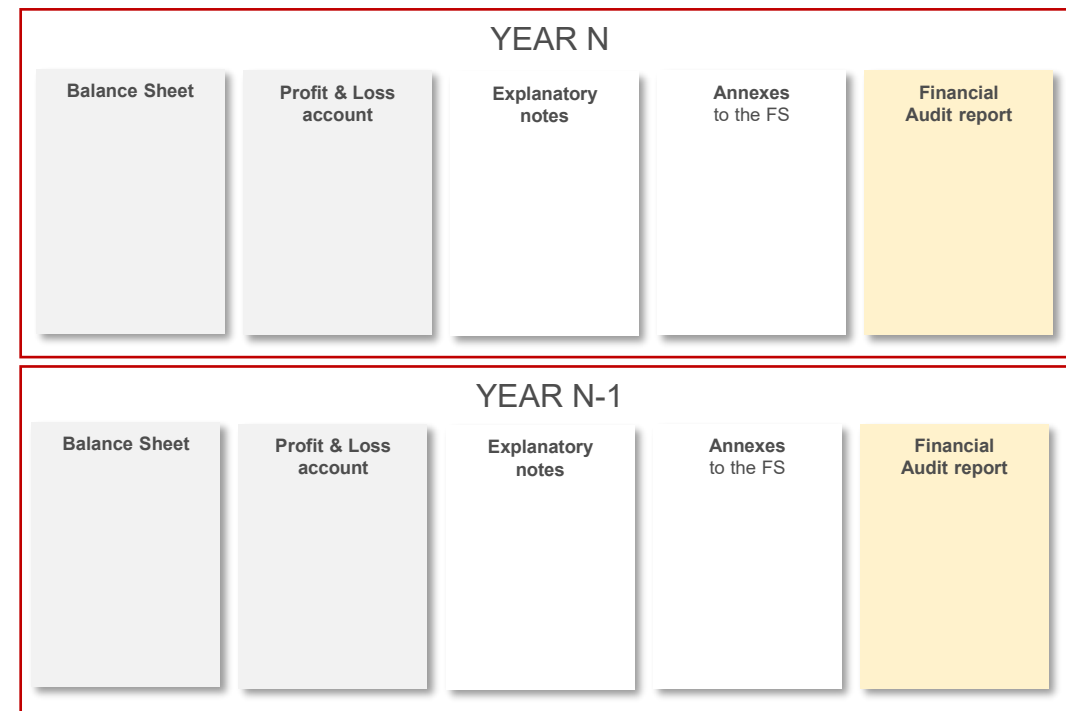 YEAR N
Balance Sheet
Profit & Loss
account
Explanatory
notes
Annexes
to the FS
Financial
Audit report
YEAR N-1
Balance Sheet
Profit & Loss
account
Explanatory
notes
Annexes
to the FS
Financial
Audit report